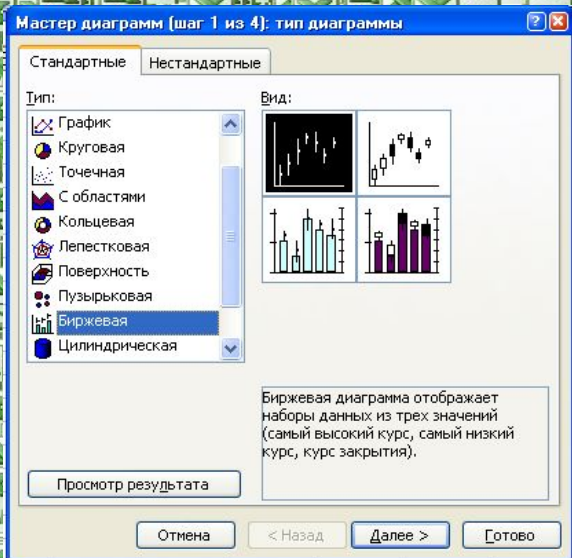 Мастер диаграмм (шаг 1 из 4): тип диаграммы
Стандартные Нестандартные
Тип:
График
Круговая
Точечная
С областями
Кольцевая
Лепестковая
Поверхность
Пузырьковая
Биржевая
Цилиндрическая
Вид:
Биржевая диаграмма отображает
наборы данных из трех значений
(самый высокий курс, самый низкий
курс, курс закрытия).
Просмотр результата
Отмена < Назад Далее > Готово